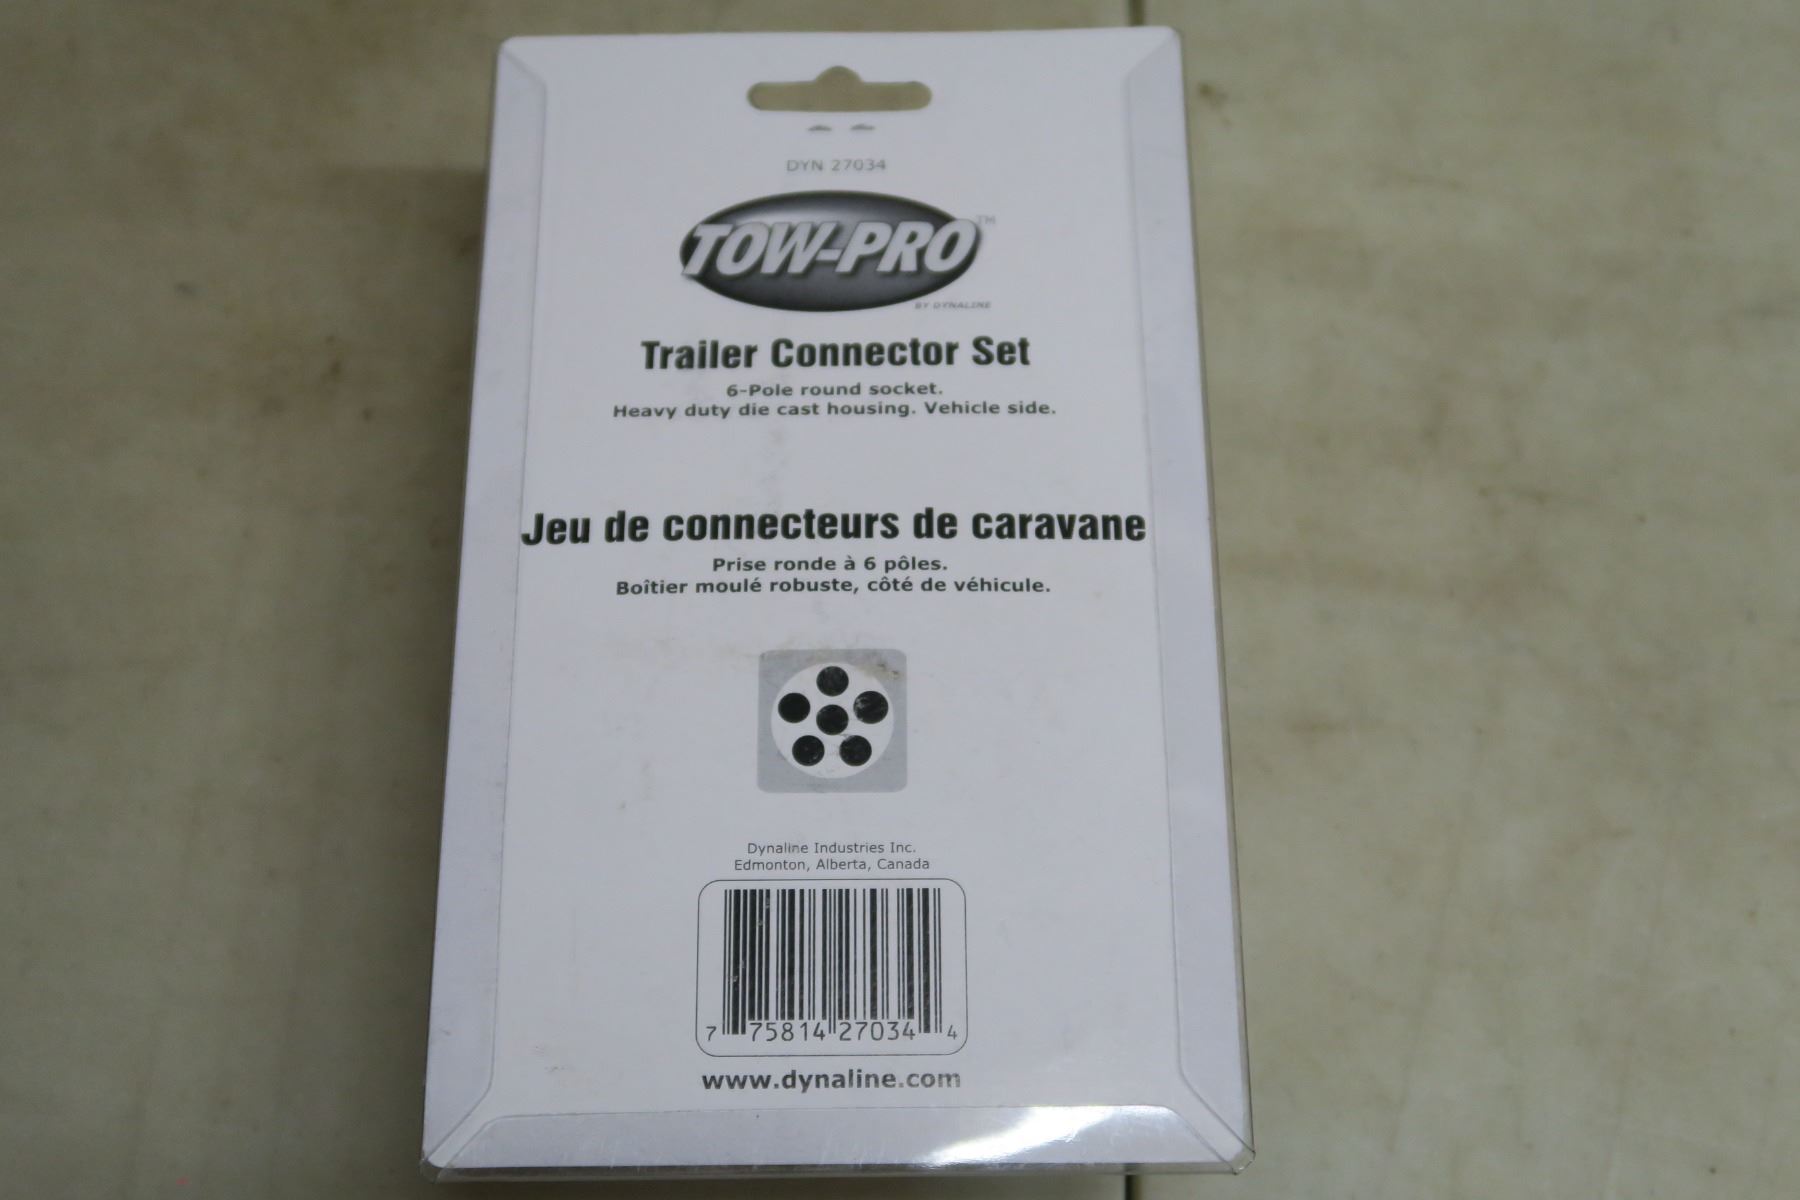 DYN 27034
TOW-PRO™
BY DYNALINE
Trailer Connector Set
6-Pole round socket.
Heavy duty die cast housing. Vehicle side.
Jeu de connecteurs de caravane
Prise ronde à 6 pôles.
Boîtier moulé robuste, côté de véhicule.
Dynaline Industries Inc.
Edmonton, Alberta, Canada
7 75814 27034 4
www.dynaline.com